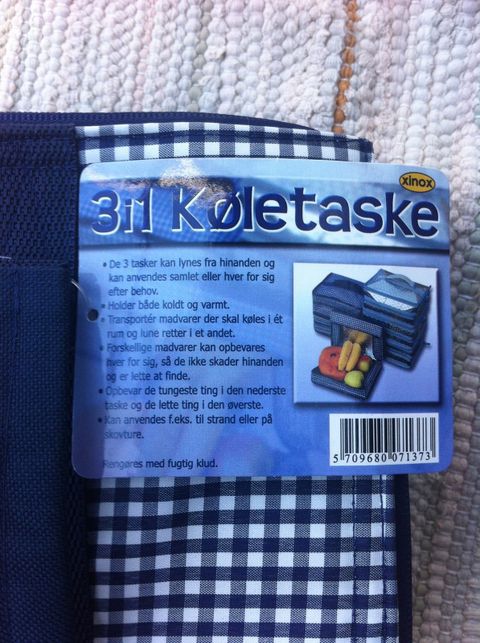 xinox
3i1 Køletaske
• De 3 tasker kan lynes fra hinanden og
kan anvendes samlet eller hver for sig
efter behov.
• Holder både koldt og varmt.
• Transportér madvarer der skal køles i ét
rum og lune retter i et andet.
• Forskellige madvarer kan opbevares
hver for sig, så de ikke skader hinanden
og er lette at finde.
• Opbevar de tungeste ting i den nederste
taske og de lette ting i den øverste.
• Kan anvendes f.eks. til strand eller på
skovture.
Rengøres med fugtig klud.
5 709680 071373